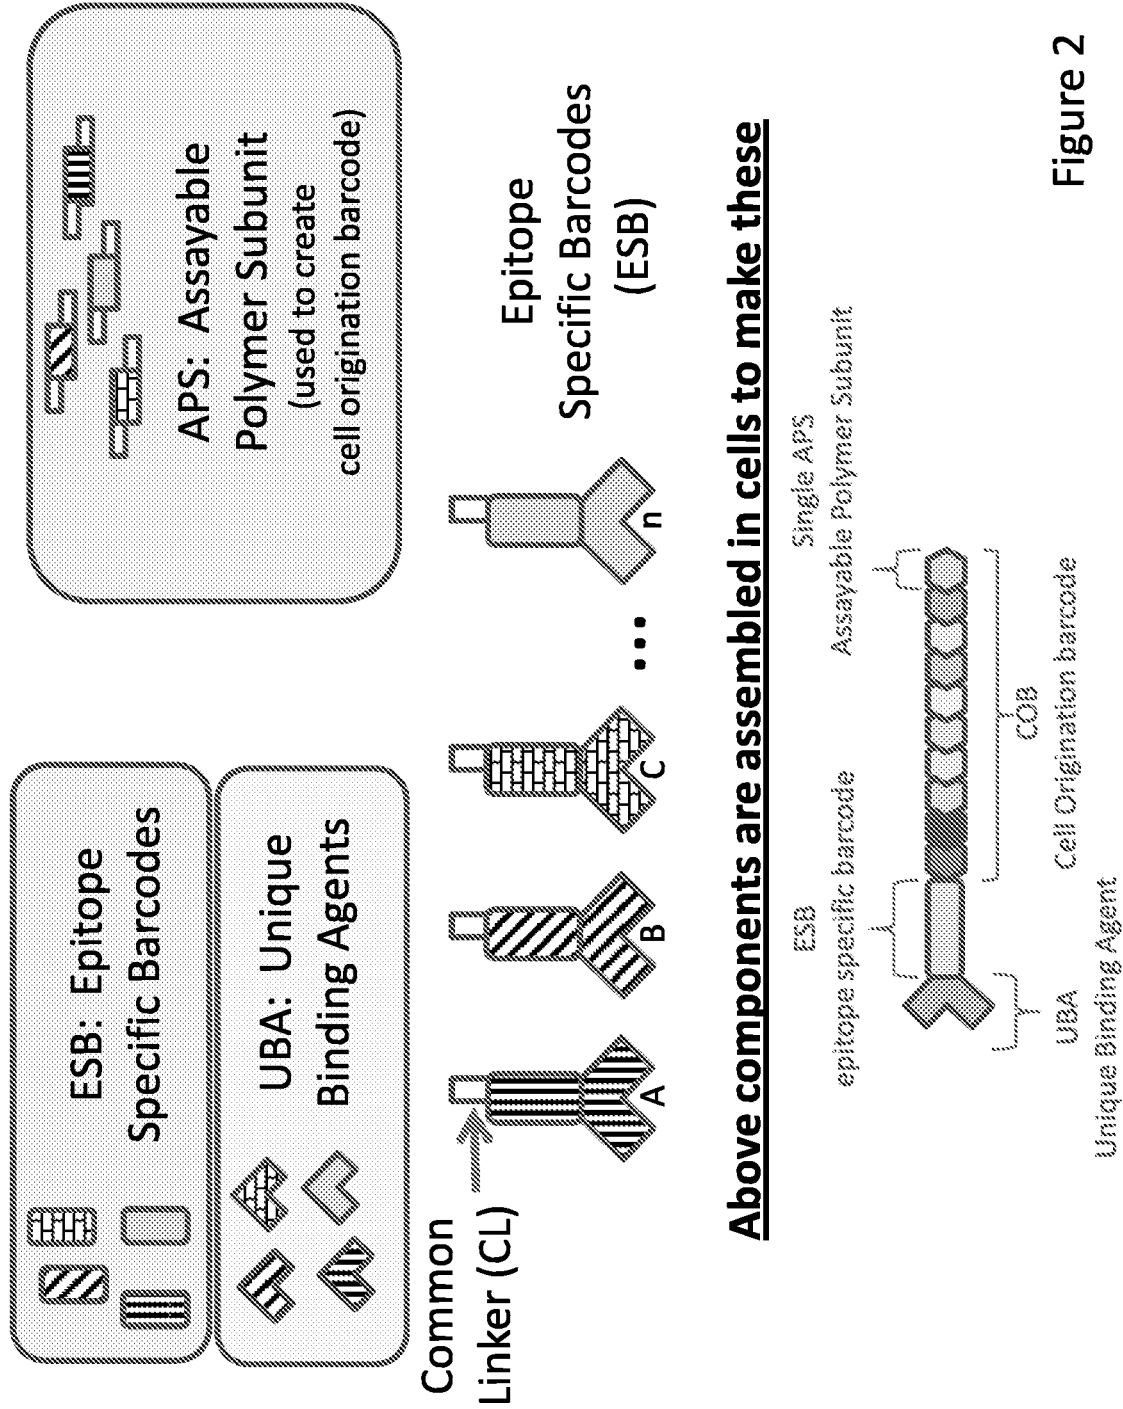 ESB: Epitope
Specific Barcodes
UBA: Unique
Binding Agents
APS: Assayable
Polymer Subunit
(used to create
cell origination barcode)
Common
Linker (CL)
A
B
C
...
n
Epitope
Specific Barcodes
(ESB)
Above components are assembled in cells to make these
ESB
epitope specific barcode
Single APS
Assayable Polymer Subunit
UBA
Unique Binding Agent
COB
Cell Origination barcode
Figure 2